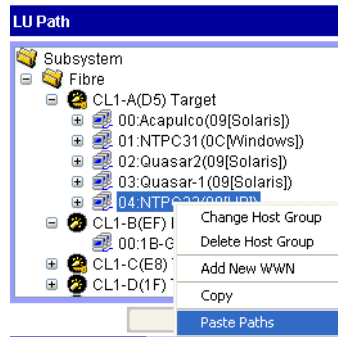 LU Path
Subsystem
Fibre
CL1-A(D5) Target
00:Acapulco(09[Solaris])
01:NTPC31(0C[Windows])
02:Quasar2(09[Solaris])
03:Quasar-1(09[Solaris])
CL1-B(EF)
00:1B-G
CL1-C(E8)
CL1-D(1F)
Change Host Group
Delete Host Group
Add New WWN
Copy
Paste Paths